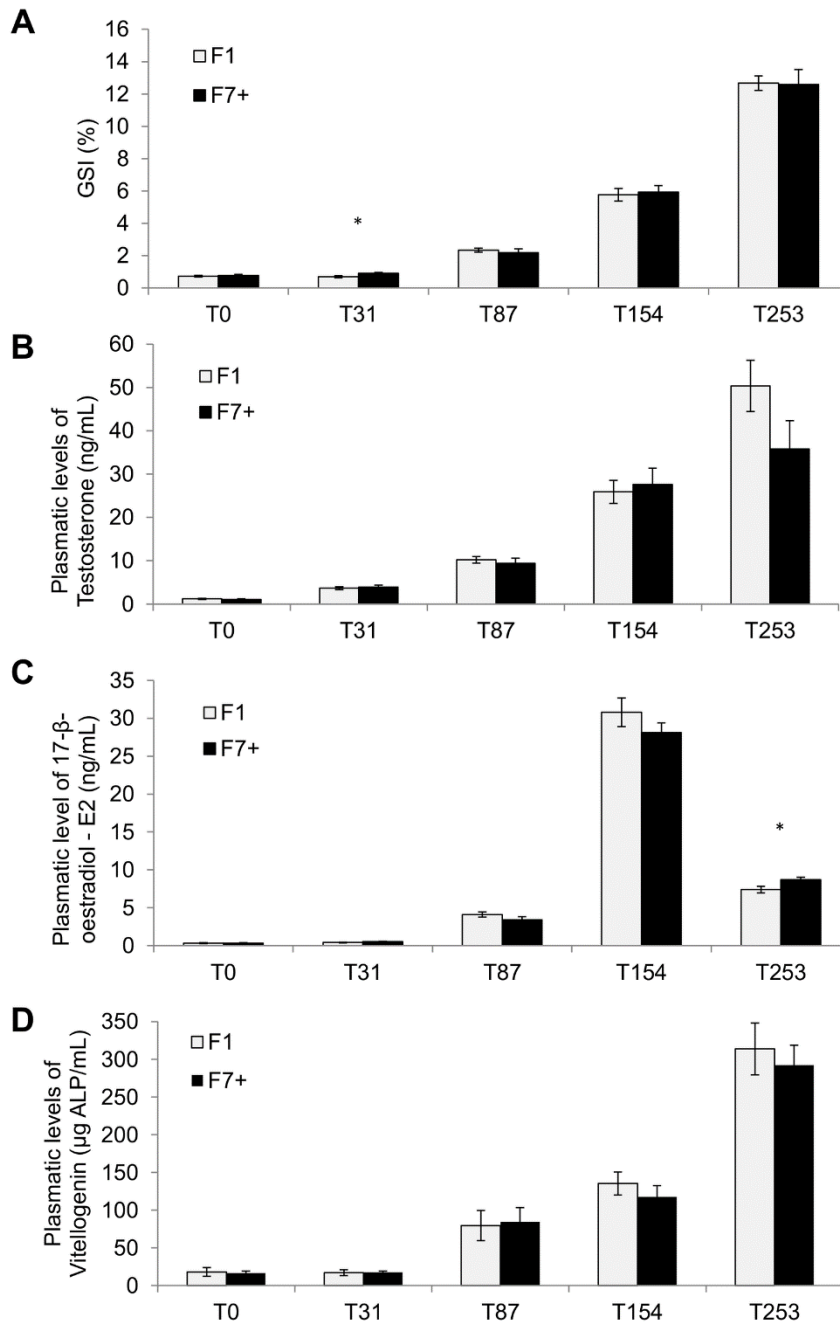 A
GSI (%)
16
14
12
10
8
6
4
2
0
F1
F7+
*
T0 T31 T87 T154 T253
B
Plasmatic levels of
Testosterone (ng/mL)
60
50
40
30
20
10
0
F1
F7+
T0 T31 T87 T154 T253
C
Plasmatic level of 17-β-
oestradiol - E2 (ng/mL)
35
30
25
20
15
10
5
0
F1
F7+
*
T0 T31 T87 T154 T253
D
Plasmatic levels of
Vitellogenin (µg ALP/mL)
350
300
250
200
150
100
50
0
F1
F7+
T0 T31 T87 T154 T253